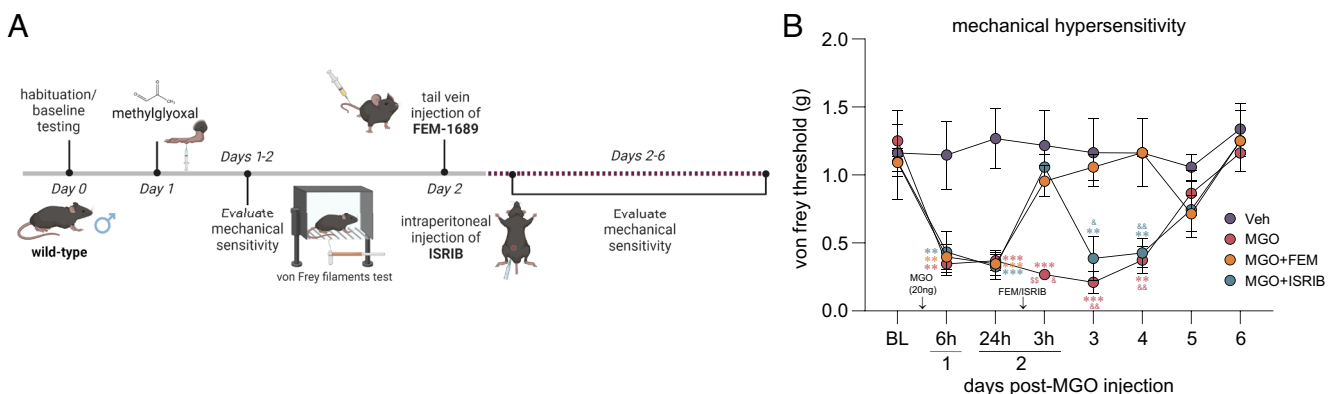 A
habituation/
baseline
testing
O
O
H
CH₃
methylglyoxal
tail vein
injection of
FEM-1689
Days 1-2
Days 2-6
Day 0
Day 1
Day 2
wild-type
Evaluate
mechanical
sensitivity
von Frey filaments test
intraperitoneal
injection of
ISRIB
Evaluate
mechanical
sensitivity
B
mechanical hypersensitivity
von frey threshold (g)
2.0
1.5
1.0
0.5
0.0
Veh
MGO
MGO+FEM
MGO+ISRIB
**
**
**
***
***
***
***
$$ &
&
**
***
&&
&&
**
**
&&
MGO
(20ng)
FEM/ISRIB
BL 6h 24h 3h 3 4 5 6
1 2
days post-MGO injection